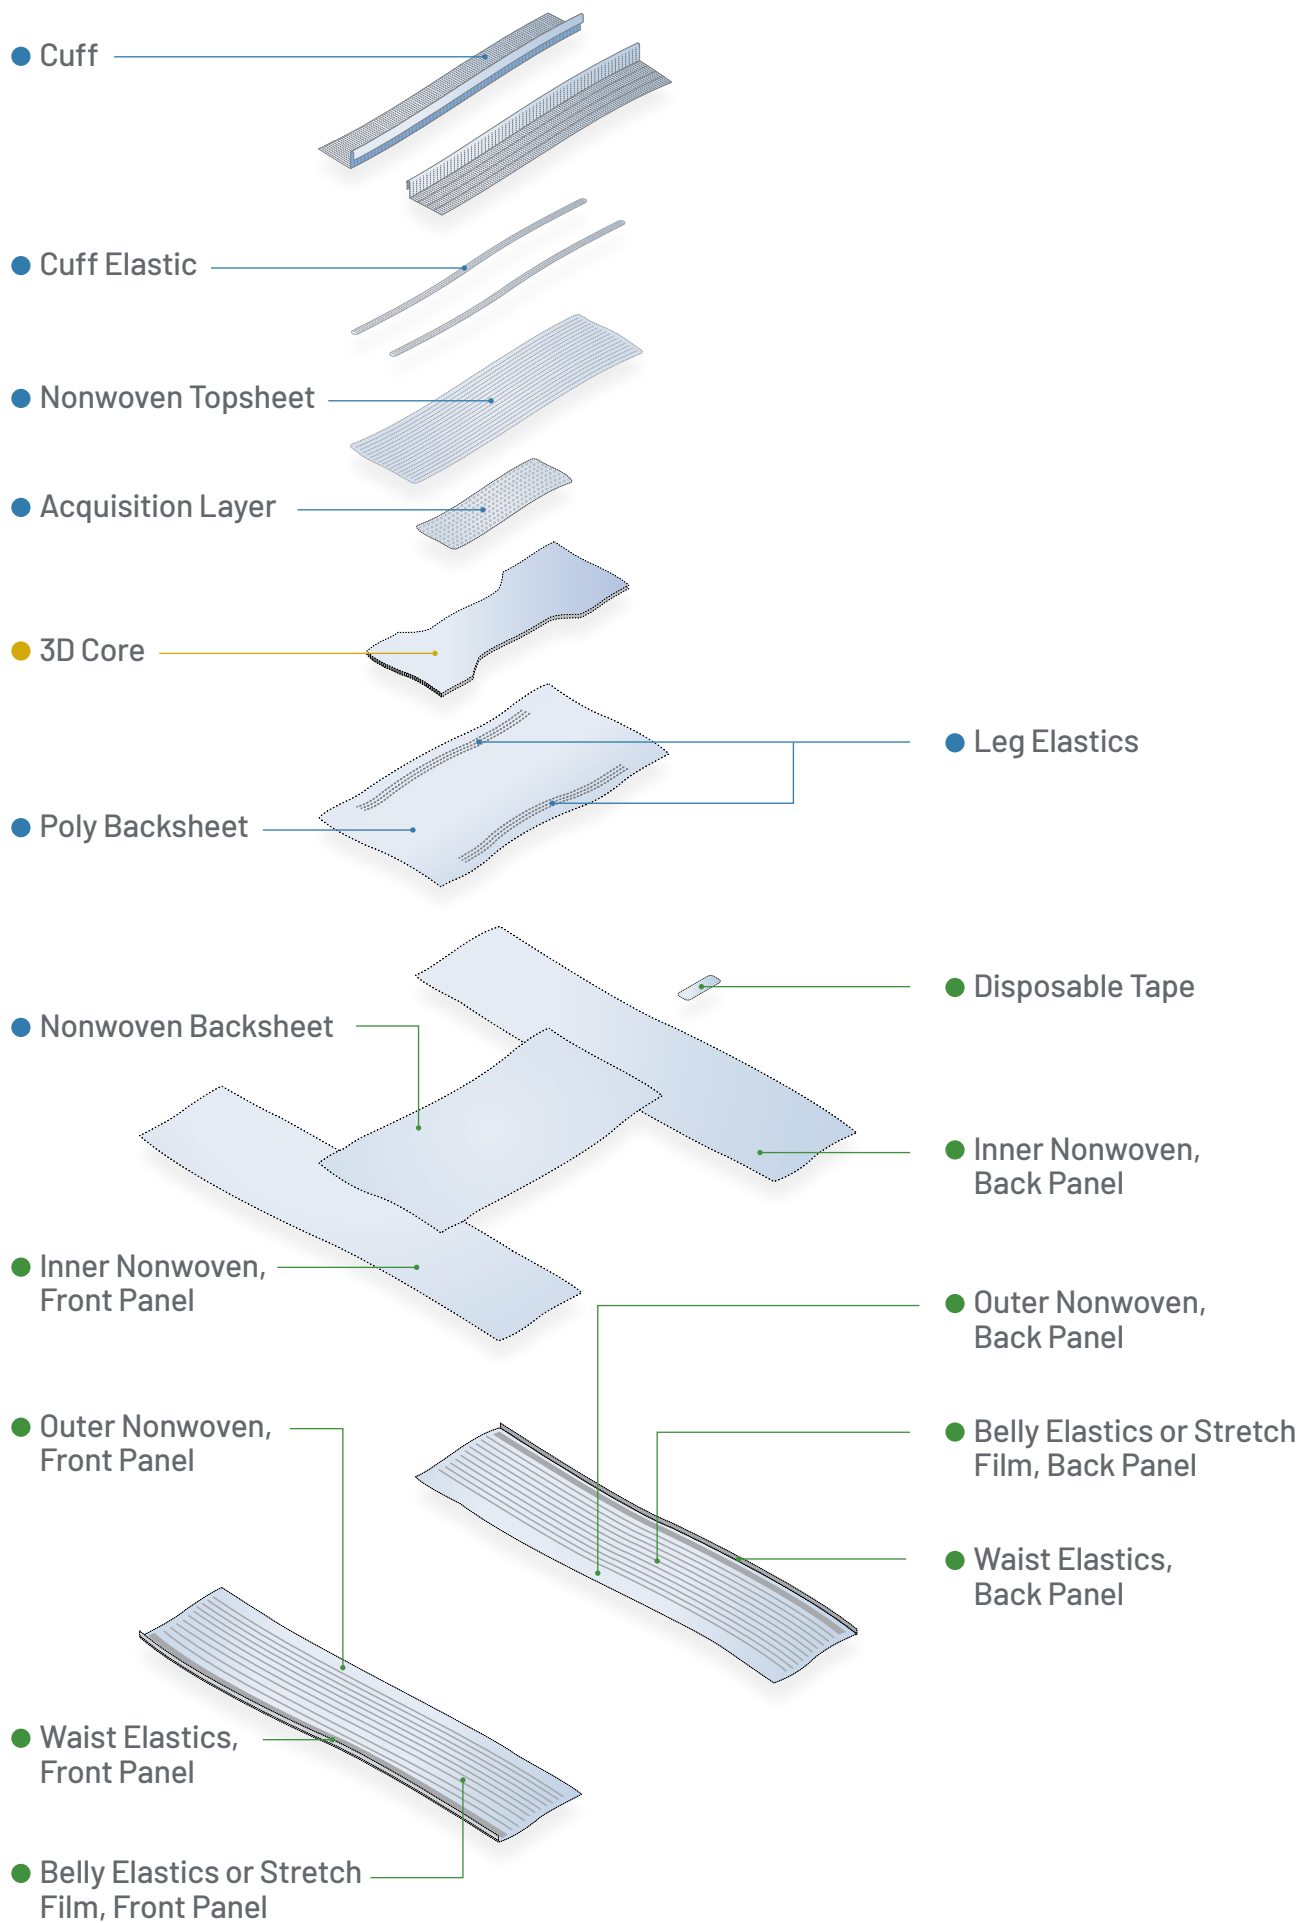 Cuff
Cuff Elastic
Nonwoven Topsheet
Acquisition Layer
3D Core
Leg Elastics
Poly Backsheet
Disposable Tape
Nonwoven Backsheet
Inner Nonwoven,
Back Panel
Inner Nonwoven,
Front Panel
Outer Nonwoven,
Back Panel
Outer Nonwoven,
Front Panel
Belly Elastics or Stretch
Film, Back Panel
Waist Elastics,
Back Panel
Waist Elastics,
Front Panel
Belly Elastics or Stretch
Film, Front Panel